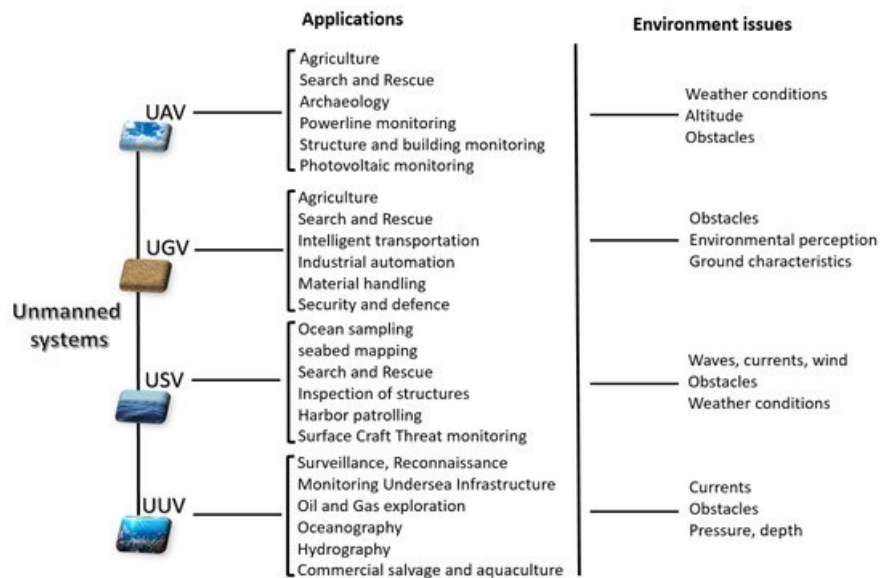 Applications
Environment issues
Unmanned
systems
UAV
Agriculture
Search and Rescue
Archaeology
Powerline monitoring
Structure and building monitoring
Photovoltaic monitoring
Weather conditions
Altitude
Obstacles
UGV
Agriculture
Search and Rescue
Intelligent transportation
Industrial automation
Material handling
Security and defence
Obstacles
Environmental perception
Ground characteristics
USV
Ocean sampling
seabed mapping
Search and Rescue
Inspection of structures
Harbor patrolling
Surface Craft Threat monitoring
Waves, currents, wind
Obstacles
Weather conditions
UUV
Surveillance, Reconnaissance
Monitoring Undersea Infrastructure
Oil and Gas exploration
Oceanography
Hydrography
Commercial salvage and aquaculture
Currents
Obstacles
Pressure, depth